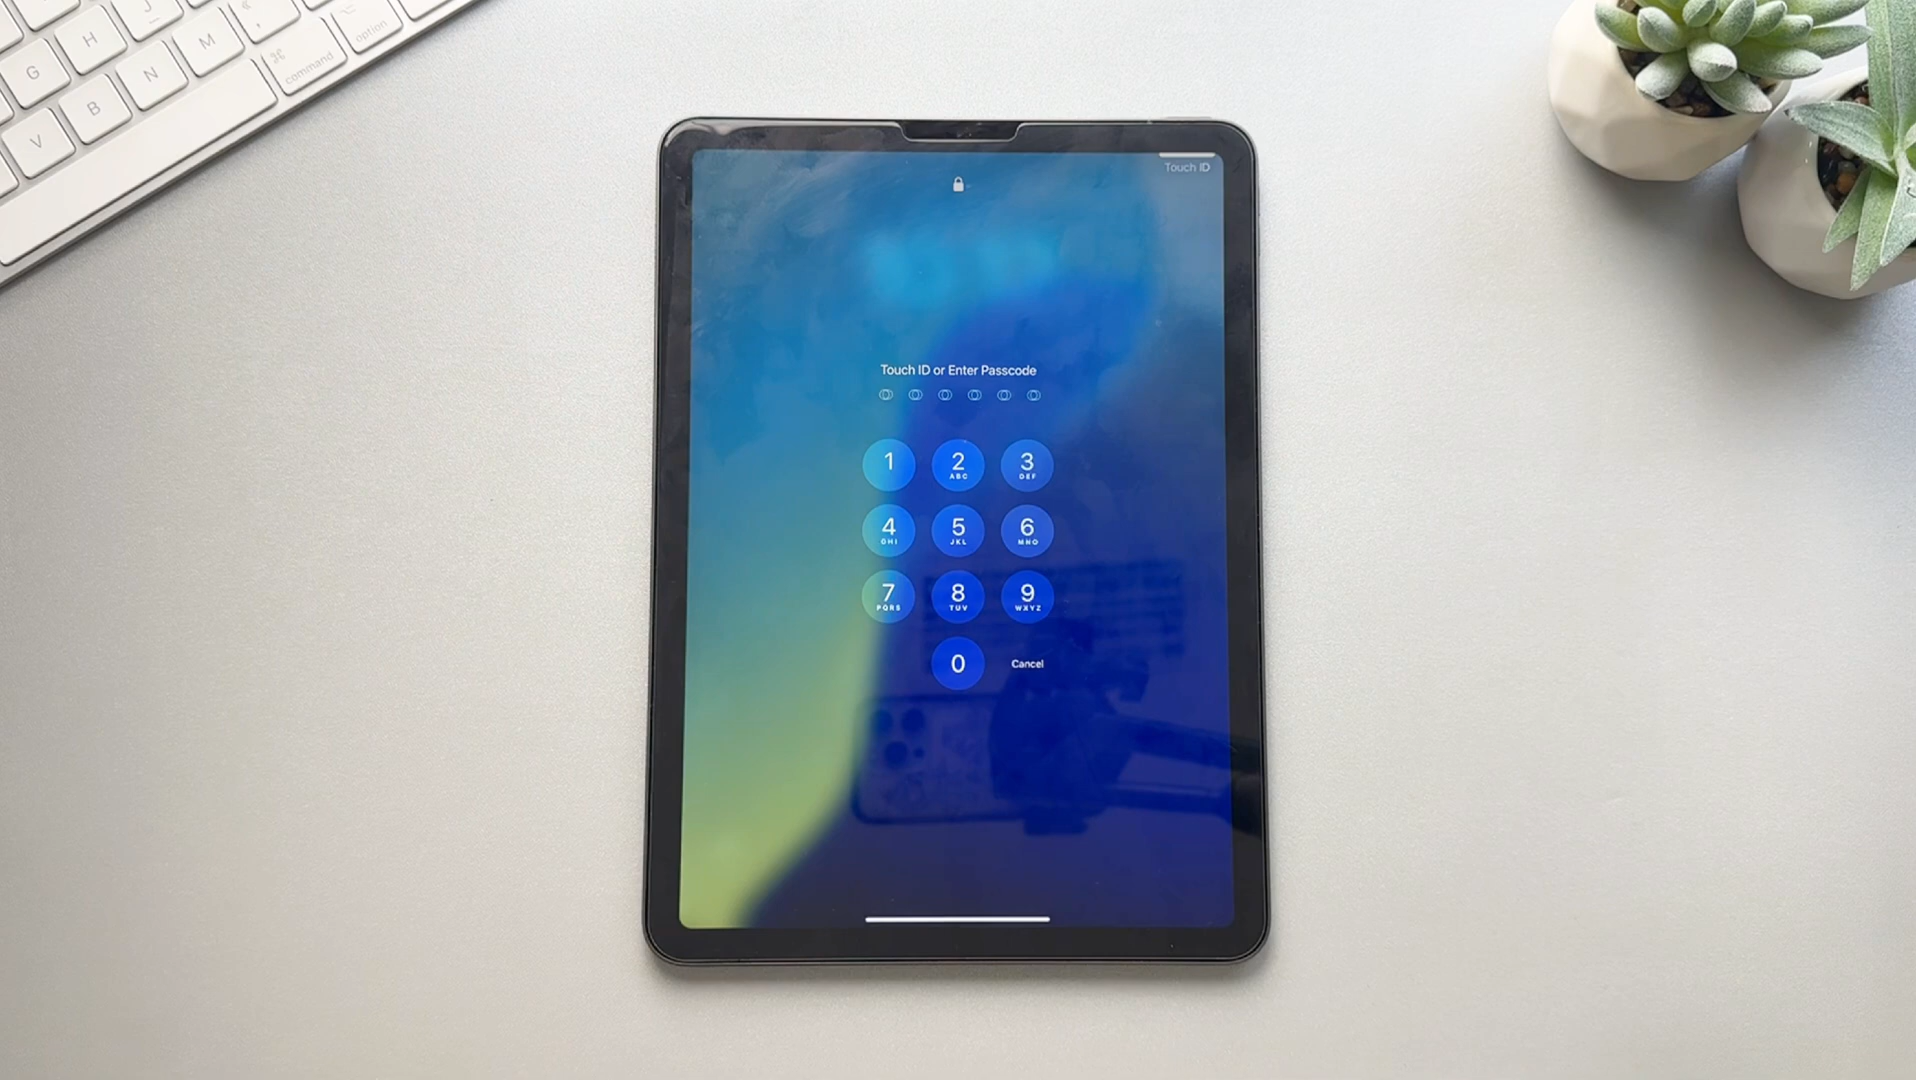 J
option
H
M
command
G
N
B
V
Touch ID
Touch ID or Enter Passcode
1 2 3
ABC DEF
4 5 6
GHI JKL MNO
7 8 9
PQRS TUV WXYZ
0 Cancel